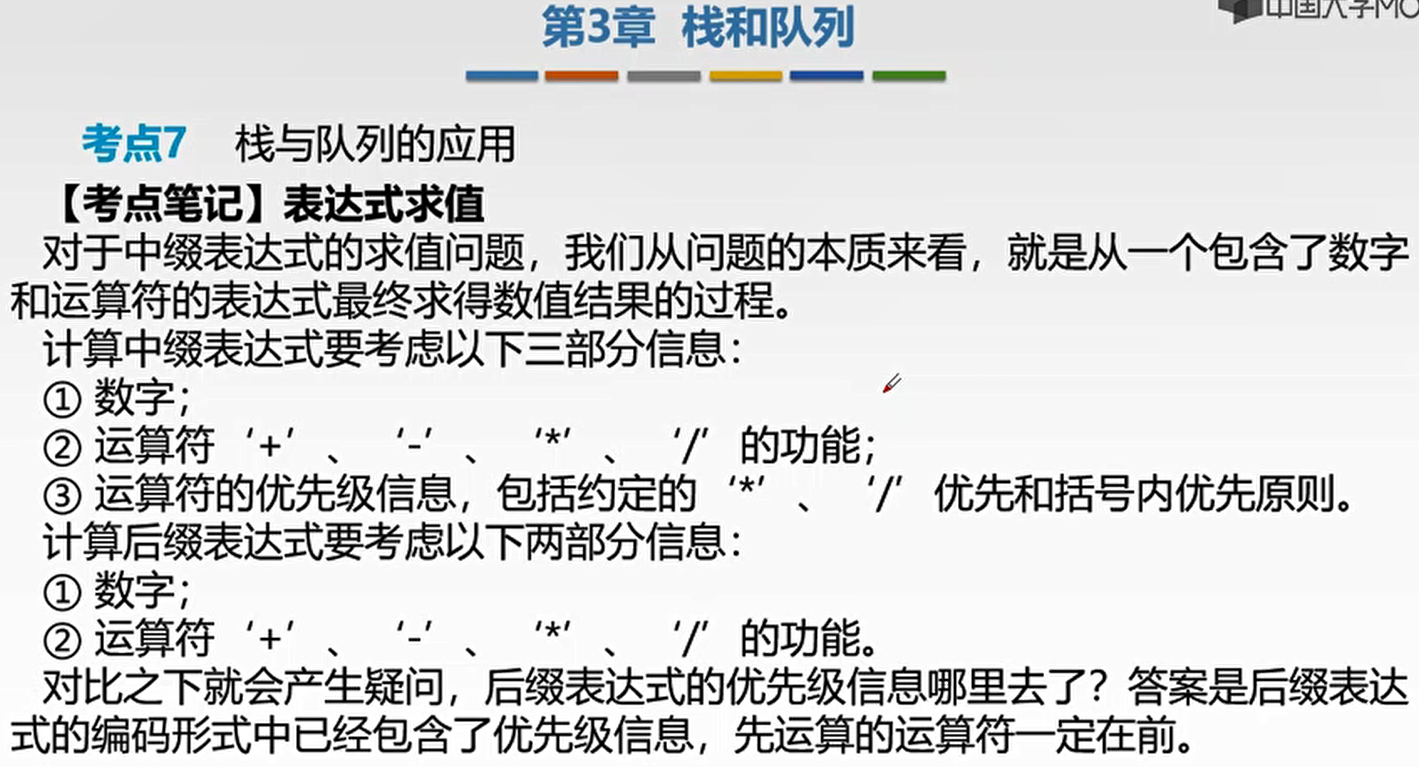 中国大学MO
第3章 栈和队列
考点7 栈与队列的应用
【考点笔记】表达式求值
对于中缀表达式的求值问题，我们从问题的本质来看，就是从一个包含了数字
和运算符的表达式最终求得数值结果的过程。
计算中缀表达式要考虑以下三部分信息：
① 数字；
② 运算符‘+’、‘-’、‘*’、‘/’的功能；
③ 运算符的优先级信息，包括约定的‘*’、‘/’优先和括号内优先原则。
计算后缀表达式要考虑以下两部分信息：
① 数字；
② 运算符‘+’、‘-’、‘*’、‘/’的功能。
对比之下就会产生疑问，后缀表达式的优先级信息哪里去了？答案是后缀表达
式的编码形式中已经包含了优先级信息，先运算的运算符一定在前。